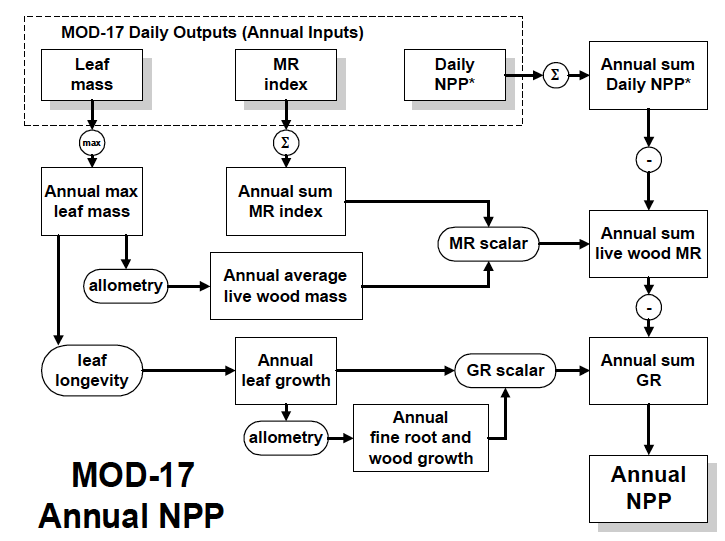 MOD-17 Daily Outputs (Annual Inputs)
Leaf
mass
MR
index
Daily
NPP*
Σ
Annual sum
Daily NPP*
max
Σ
-
Annual max
leaf mass
Annual sum
MR index
MR scalar
Annual sum
live wood MR
allometry
Annual average
live wood mass
-
leaf
longevity
Annual
leaf growth
GR scalar
Annual sum
GR
allometry
Annual
fine root and
wood growth
MOD-17
Annual NPP
Annual
NPP